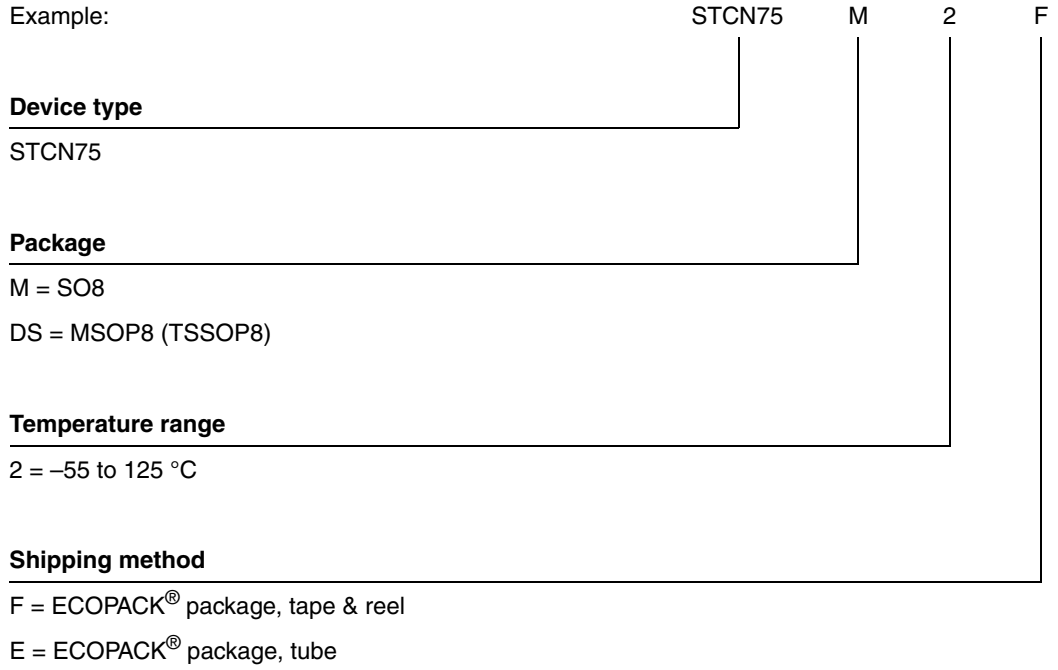 Example: STCN75 M 2 F
Device type
STCN75
Package
M = SO8
DS = MSOP8 (TSSOP8)
Temperature range
2 = –55 to 125 °C
Shipping method
F = ECOPACK® package, tape & reel
E = ECOPACK® package, tube